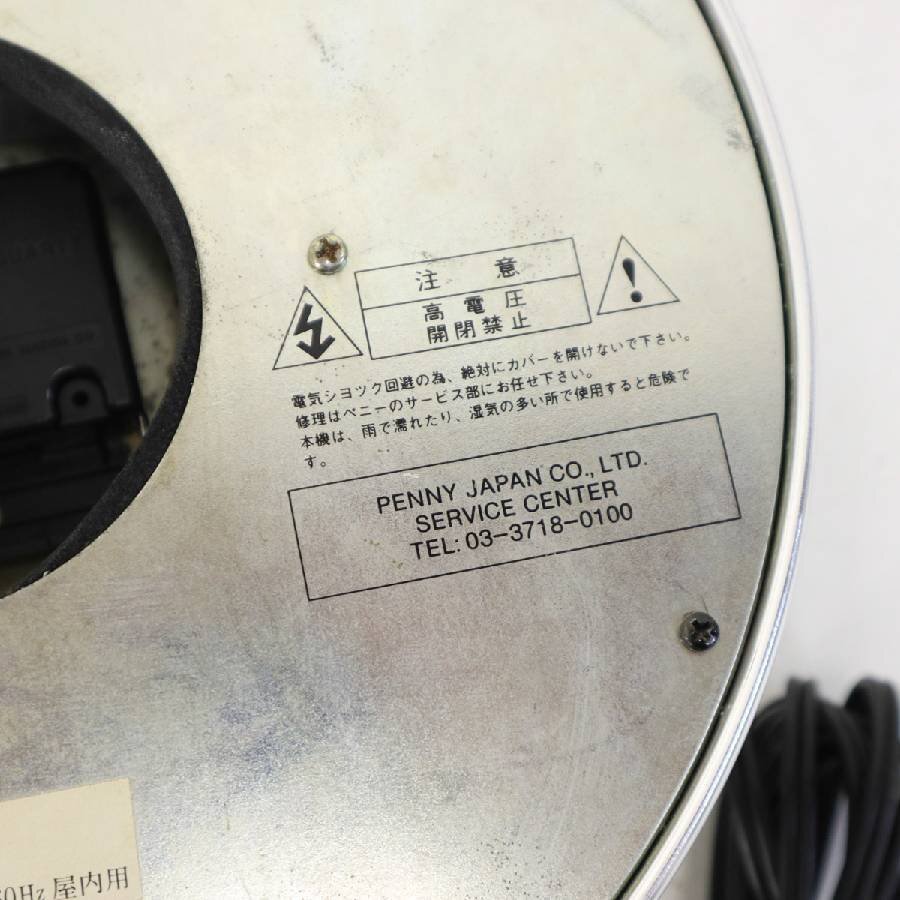 注 意
高電圧
開閉禁止
電気ショック回避の為、絶対にカバーを開けないで下さい。
修理はペニーのサービス部にお任せ下さい。
本機は、雨で濡れたり、湿気の多い所で使用すると危険で
す。
PENNY JAPAN CO., LTD.
SERVICE CENTER
TEL: 03-3718-0100
60Hz 屋内用